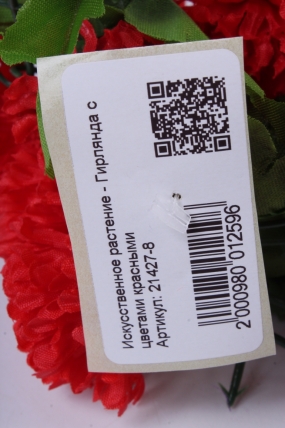 Искусственное растение - Гирлянда с
цветами красными
Артикул: 21427-8
2000980 012596